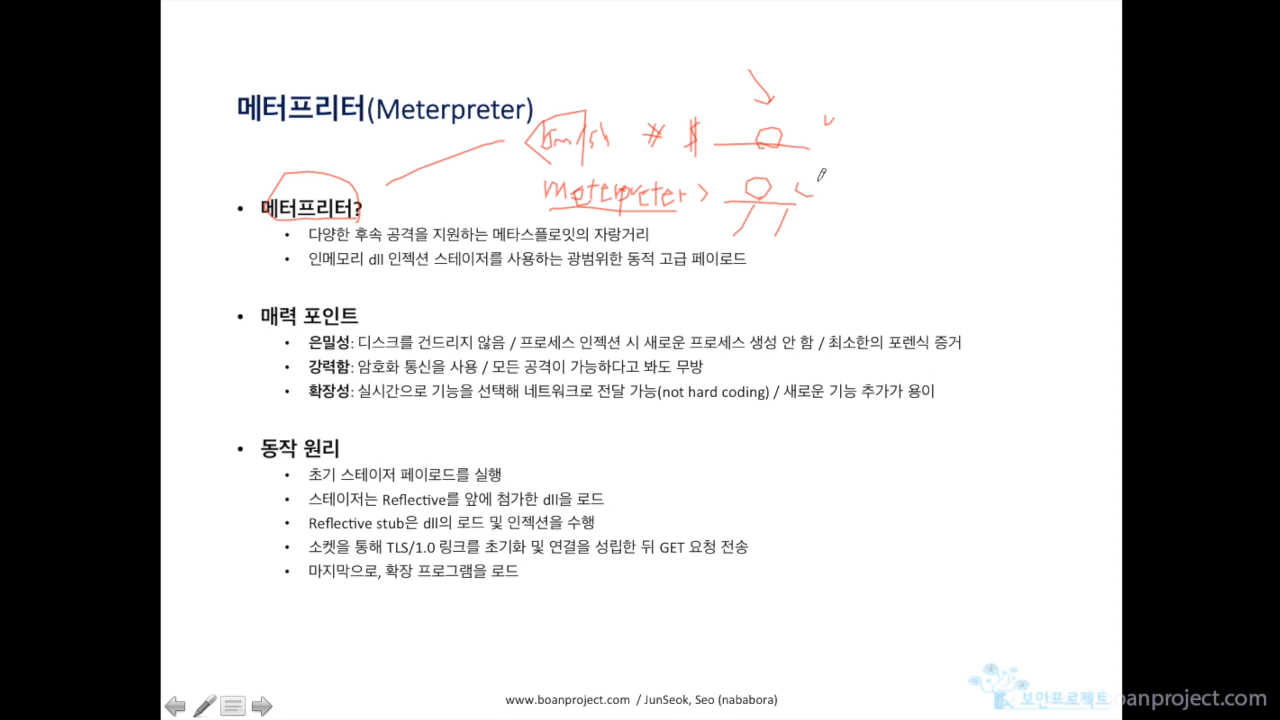 메터프리터(Meterpreter)
# $
meterpreter >
• 메터프리터?
• 다양한 후속 공격을 지원하는 메타스플로잇의 자랑거리
• 인메모리 dll 인젝션 스테이저를 사용하는 광범위한 동적 고급 페이로드
• 매력 포인트
• 은밀성: 디스크를 건드리지 않음 / 프로세스 인젝션 시 새로운 프로세스 생성 안 함 / 최소한의 포렌식 증거
• 강력함: 암호화 통신을 사용 / 모든 공격이 가능하다고 봐도 무방
• 확장성: 실시간으로 기능을 선택해 네트워크로 전달 가능(not hard coding) / 새로운 기능 추가가 용이
• 동작 원리
• 초기 스테이저 페이로드를 실행
• 스테이저는 Reflective를 앞에 첨가한 dll을 로드
• Reflective stub은 dll의 로드 및 인젝션을 수행
• 소켓을 통해 TLS/1.0 링크를 초기화 및 연결을 성립한 뒤 GET 요청 전송
• 마지막으로, 확장 프로그램을 로드
www.boanproject.com / JunSeok, Seo (nababora)
보안프로젝트 boanproject.com